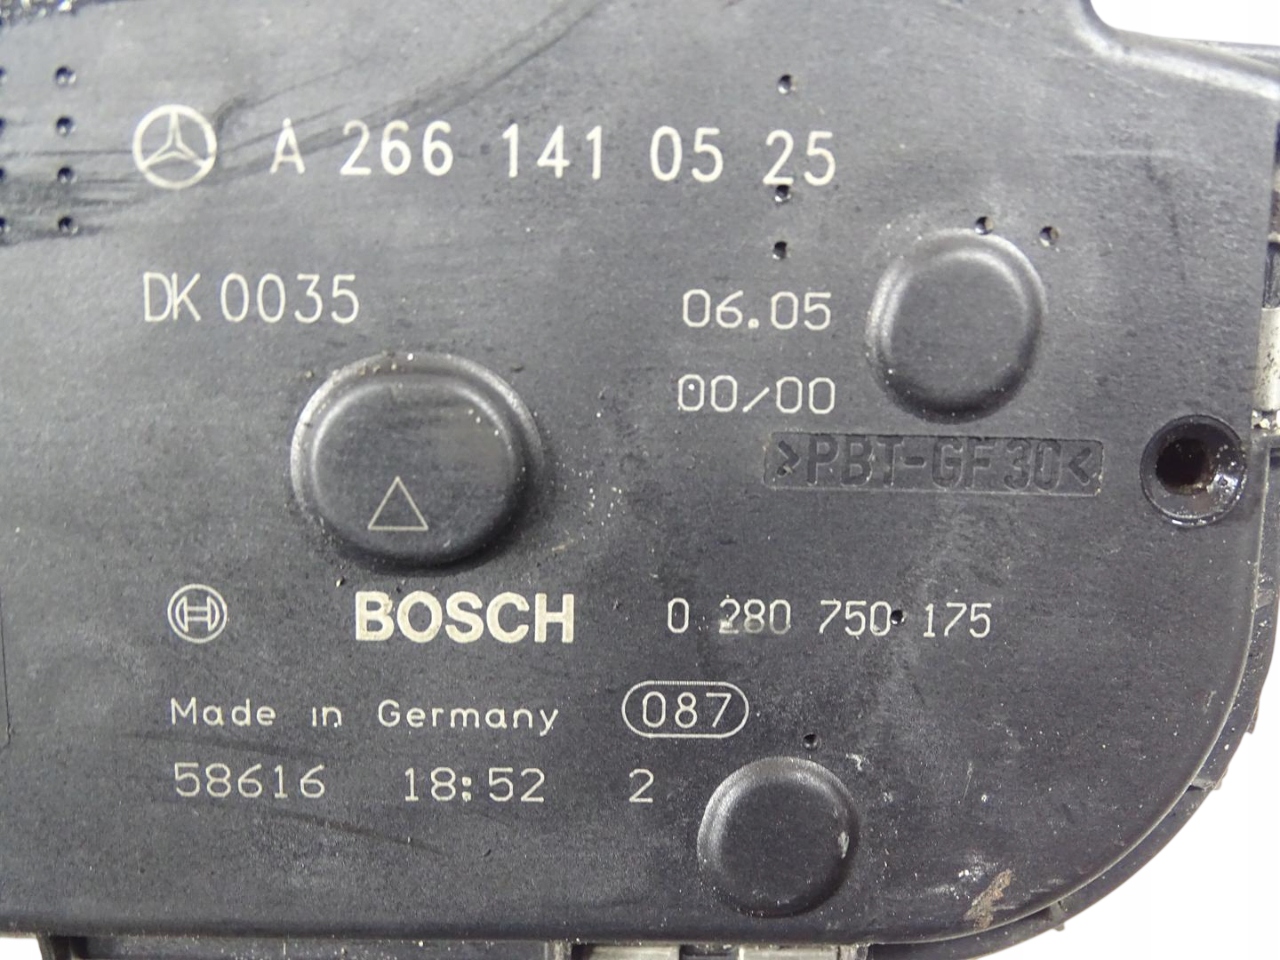 A 266 141 05 25
DK 0035
06.05
00/00
>PBT-GF30<
BOSCH 0 280 750 175
Made in Germany 087
58616 18:52 2